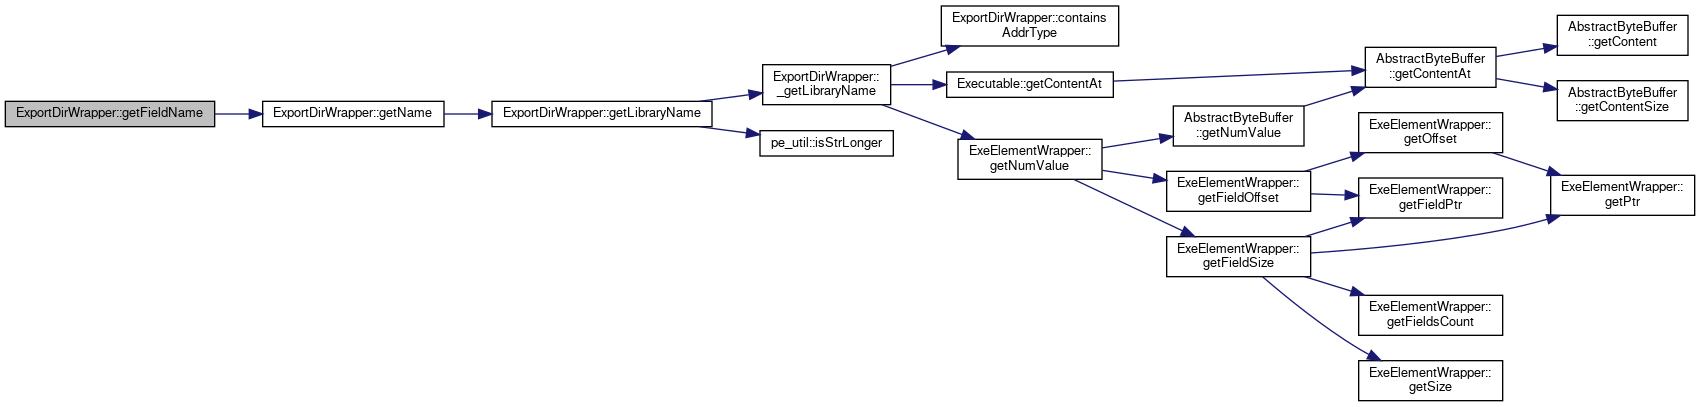 ExportDirWrapper::getFieldName
ExportDirWrapper::getName
ExportDirWrapper::getLibraryName
ExportDirWrapper::
_getLibraryName
pe_util::isStrLonger
ExportDirWrapper::contains
AddrType
Executable::getContentAt
ExeElementWrapper::
getNumValue
AbstractByteBuffer
::getNumValue
ExeElementWrapper::
getFieldOffset
ExeElementWrapper::
getFieldSize
AbstractByteBuffer
::getContentAt
ExeElementWrapper::
getOffset
ExeElementWrapper::
getFieldPtr
ExeElementWrapper::
getFieldsCount
ExeElementWrapper::
getSize
AbstractByteBuffer
::getContent
AbstractByteBuffer
::getContentSize
ExeElementWrapper::
getPtr